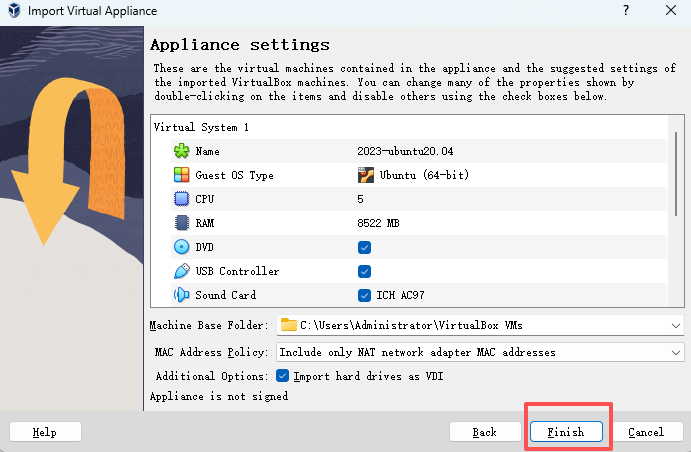 Import Virtual Appliance ? ×
Appliance settings
These are the virtual machines contained in the appliance and the suggested settings of
the imported VirtualBox machines. You can change many of the properties shown by
double-clicking on the items and disable others using the check boxes below.
Virtual System 1
Name 2023-ubuntu20.04
Guest OS Type Ubuntu (64-bit)
CPU 5
RAM 8522 MB
DVD
USB Controller
Sound Card ICH AC97
Machine Base Folder: C:\Users\Administrator\VirtualBox VMs
MAC Address Policy: Include only NAT network adapter MAC addresses
Additional Options: Import hard drives as VDI
Appliance is not signed
Help Back Finish Cancel